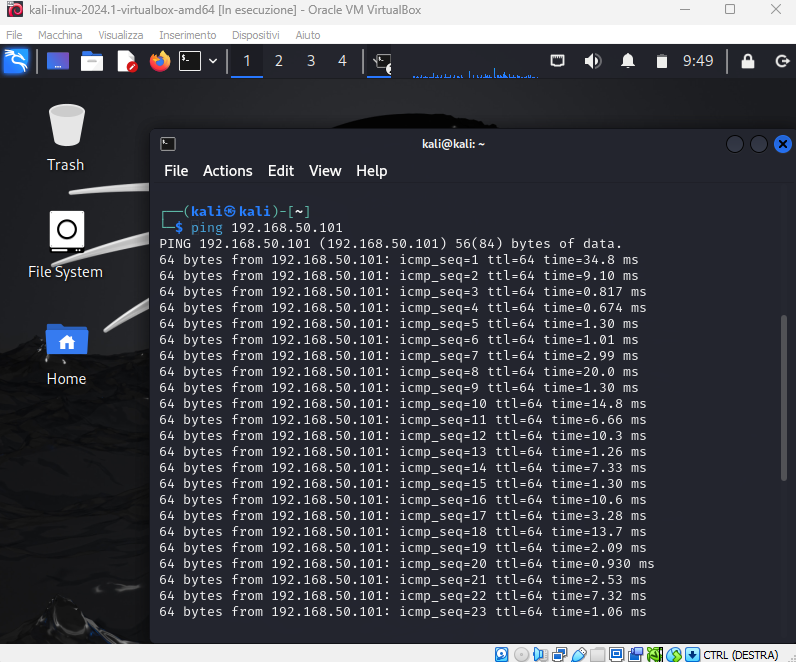 kali-linux-2024.1-virtualbox-amd64 [In esecuzione] - Oracle VM VirtualBox
File Macchina Visualizza Inserimento Dispositivi Aiuto
1 2 3 4 9:49
Trash
File System
Home
kali@kali: ~
File Actions Edit View Help
┌──(kali㉿kali)-[~]
└─$ ping 192.168.50.101
PING 192.168.50.101 (192.168.50.101) 56(84) bytes of data.
64 bytes from 192.168.50.101: icmp_seq=1 ttl=64 time=34.8 ms
64 bytes from 192.168.50.101: icmp_seq=2 ttl=64 time=9.10 ms
64 bytes from 192.168.50.101: icmp_seq=3 ttl=64 time=0.817 ms
64 bytes from 192.168.50.101: icmp_seq=4 ttl=64 time=0.674 ms
64 bytes from 192.168.50.101: icmp_seq=5 ttl=64 time=1.30 ms
64 bytes from 192.168.50.101: icmp_seq=6 ttl=64 time=1.01 ms
64 bytes from 192.168.50.101: icmp_seq=7 ttl=64 time=2.99 ms
64 bytes from 192.168.50.101: icmp_seq=8 ttl=64 time=20.0 ms
64 bytes from 192.168.50.101: icmp_seq=9 ttl=64 time=1.30 ms
64 bytes from 192.168.50.101: icmp_seq=10 ttl=64 time=14.8 ms
64 bytes from 192.168.50.101: icmp_seq=11 ttl=64 time=6.66 ms
64 bytes from 192.168.50.101: icmp_seq=12 ttl=64 time=10.3 ms
64 bytes from 192.168.50.101: icmp_seq=13 ttl=64 time=1.26 ms
64 bytes from 192.168.50.101: icmp_seq=14 ttl=64 time=7.33 ms
64 bytes from 192.168.50.101: icmp_seq=15 ttl=64 time=1.30 ms
64 bytes from 192.168.50.101: icmp_seq=16 ttl=64 time=10.6 ms
64 bytes from 192.168.50.101: icmp_seq=17 ttl=64 time=3.28 ms
64 bytes from 192.168.50.101: icmp_seq=18 ttl=64 time=13.7 ms
64 bytes from 192.168.50.101: icmp_seq=19 ttl=64 time=2.09 ms
64 bytes from 192.168.50.101: icmp_seq=20 ttl=64 time=0.930 ms
64 bytes from 192.168.50.101: icmp_seq=21 ttl=64 time=2.53 ms
64 bytes from 192.168.50.101: icmp_seq=22 ttl=64 time=7.32 ms
64 bytes from 192.168.50.101: icmp_seq=23 ttl=64 time=1.06 ms
CTRL (DESTRA)